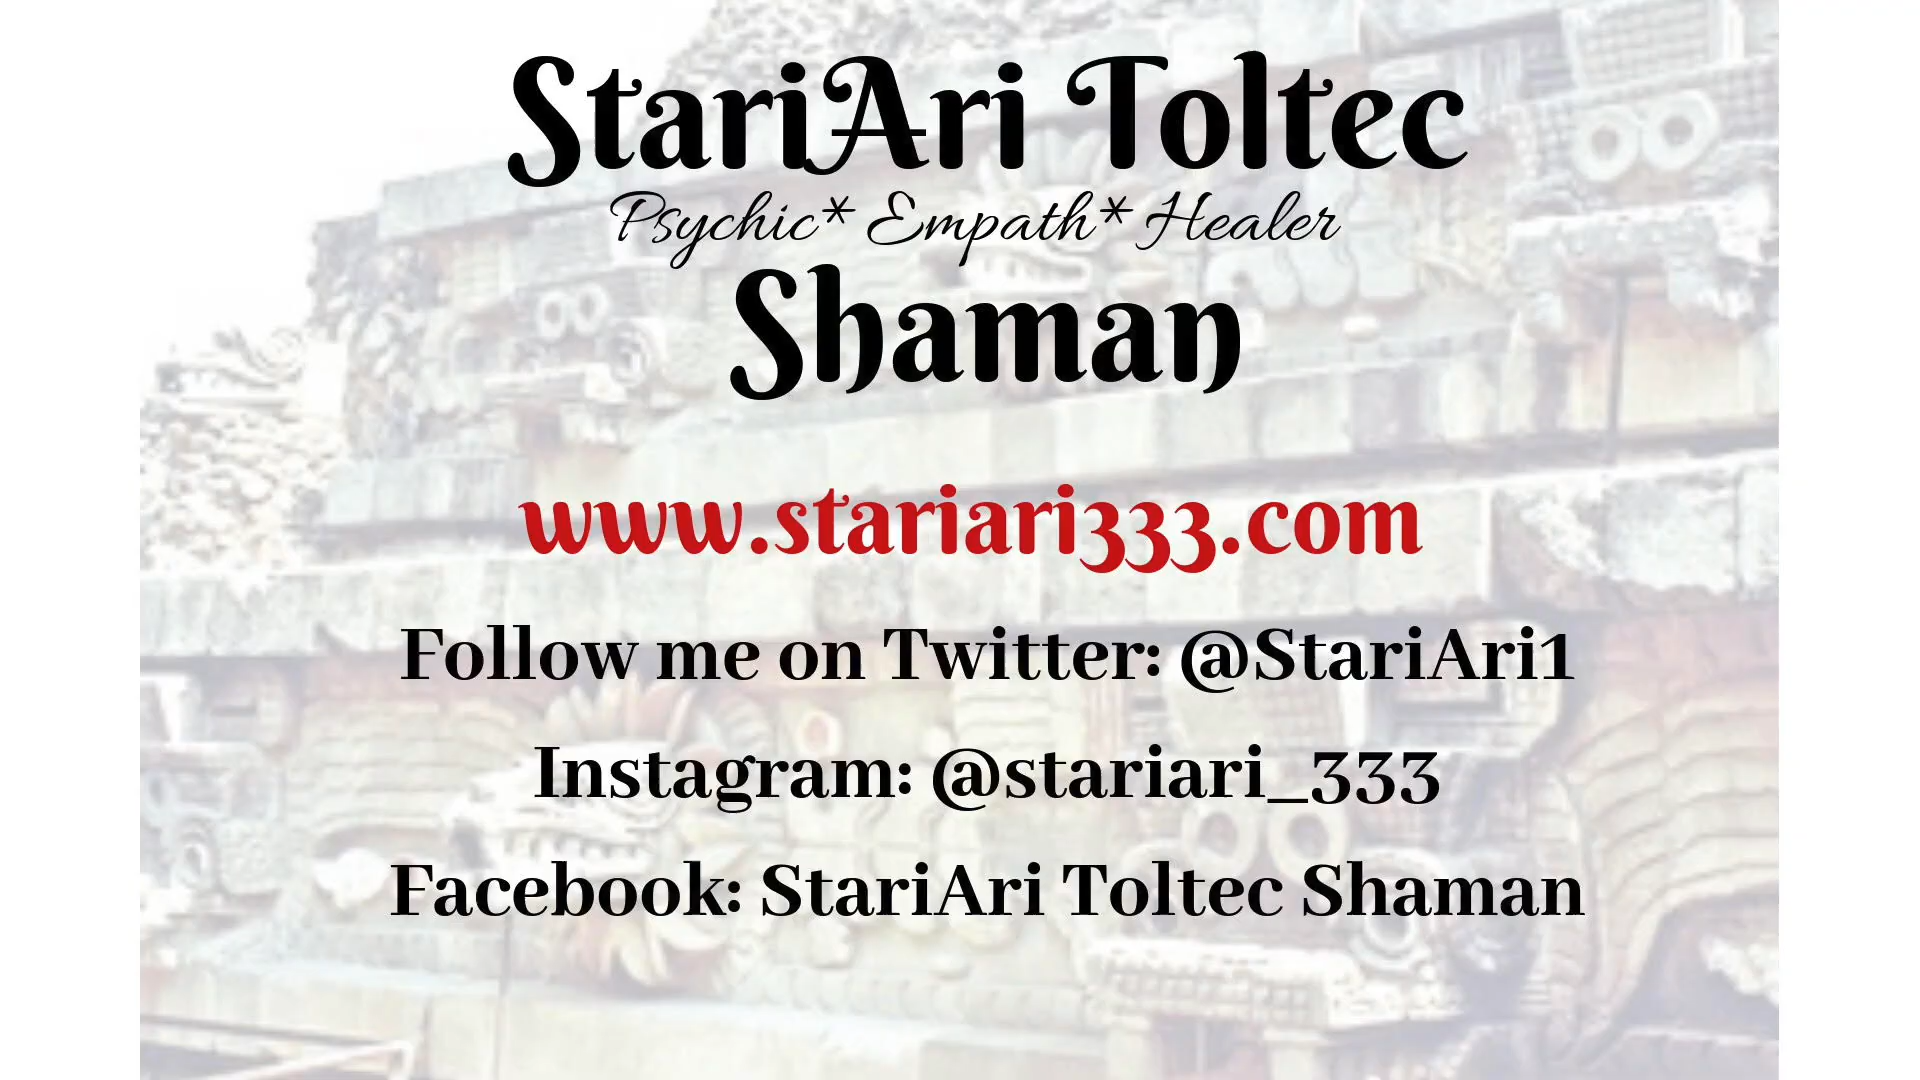 StariAri Toltec
Psychic* Empath* Healer
Shaman
www.stariari333.com
Follow me on Twitter: @StariAri1
Instagram: @stariari_333
Facebook: StariAri Toltec Shaman